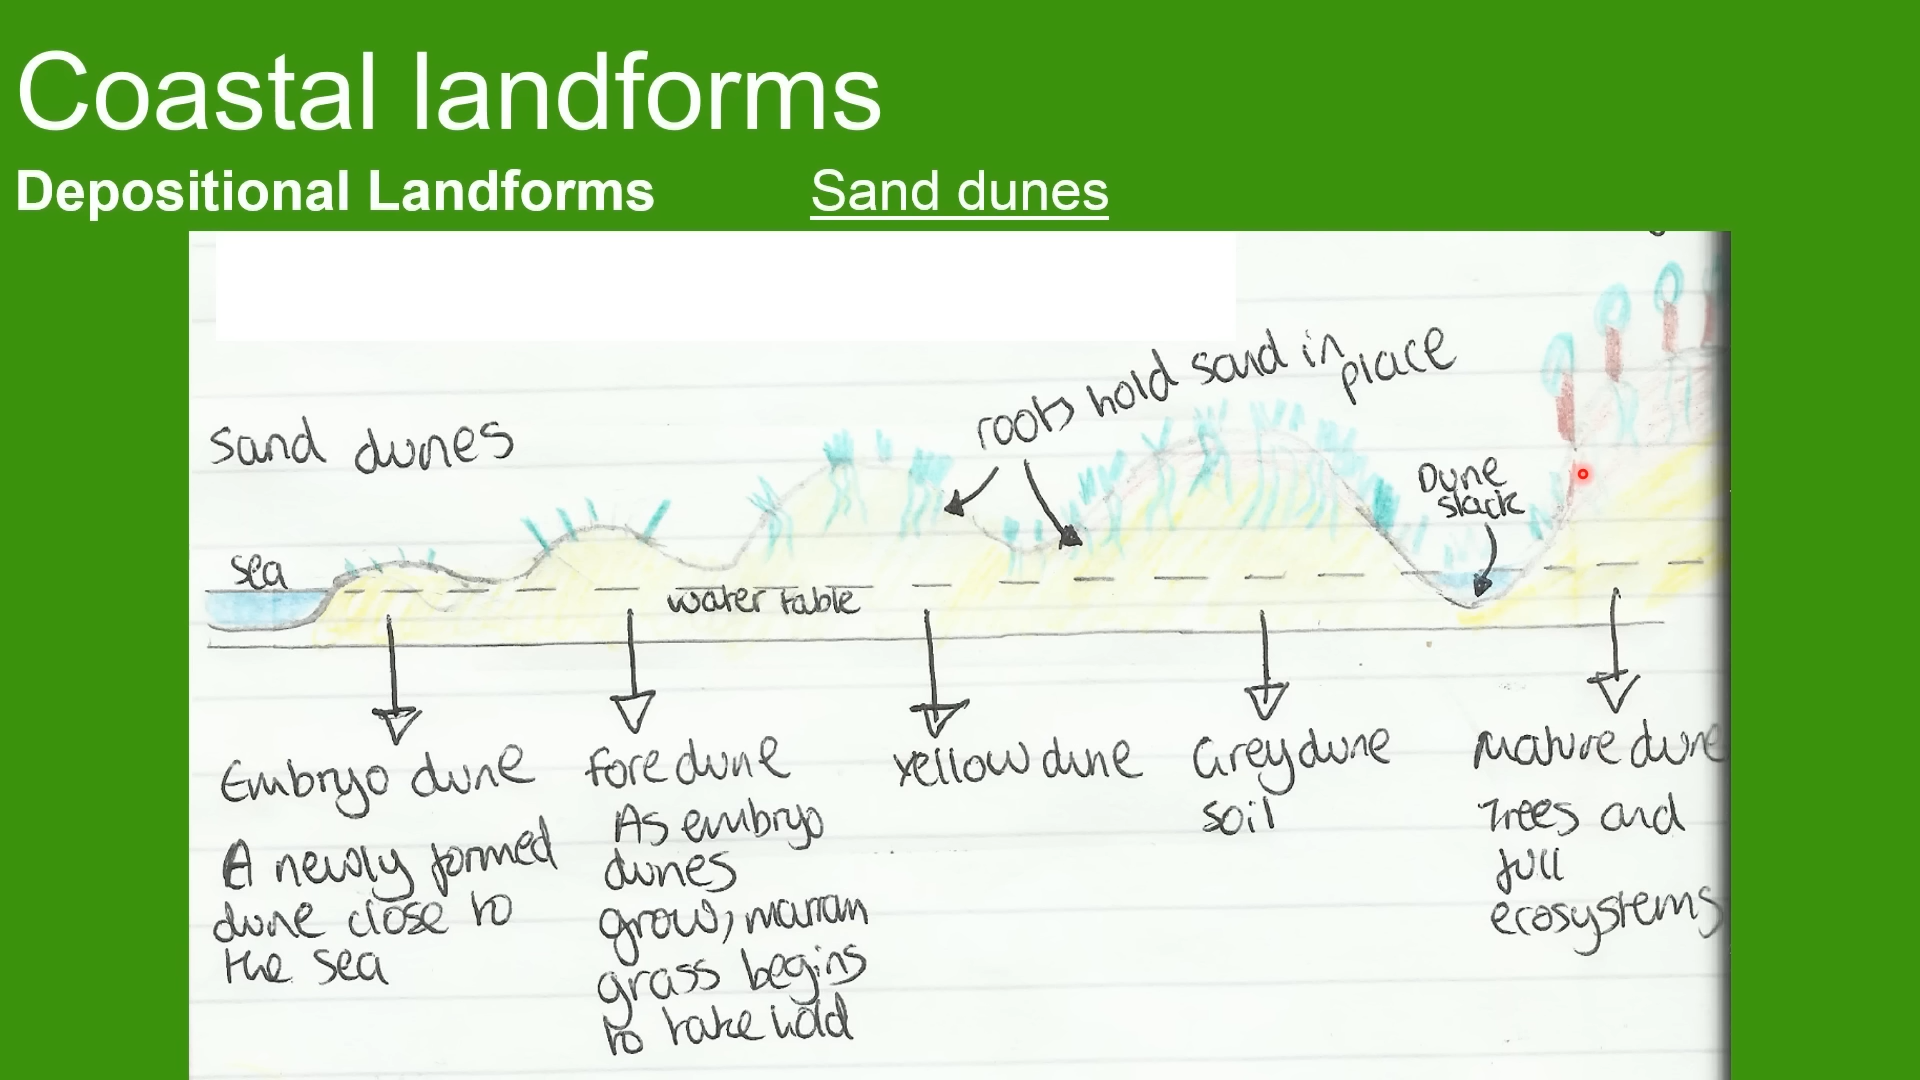 Coastal landforms
Depositional Landforms
Sand dunes
roots hold sand in
place
Sand dunes
Dune
slack
sea
water table
Embryo dune
A newly formed
dune close to
the sea
Fore dune
As embryo
dunes
grow, marram
grass begins
to take hold
Yellow dune
Grey dune
soil
Mature dune
Trees and
full
ecosystems